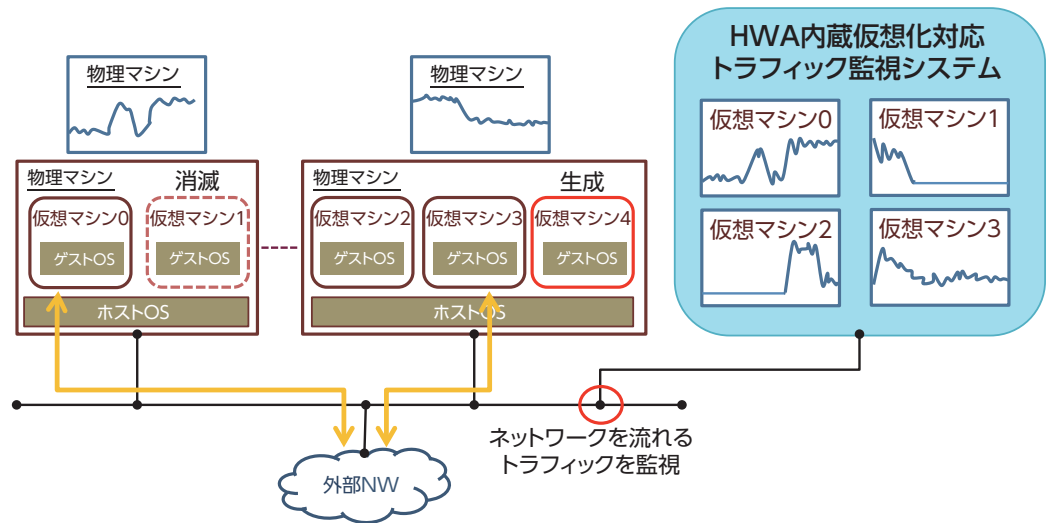 HWA内蔵仮想化対応
トラフィック監視システム
物理マシン
物理マシン
仮想マシン0
仮想マシン1
仮想マシン2
仮想マシン3
物理マシン
消滅
仮想マシン0
仮想マシン1
ゲストOS
ゲストOS
ホストOS
物理マシン
生成
仮想マシン2
仮想マシン3
仮想マシン4
ゲストOS
ゲストOS
ゲストOS
ホストOS
ネットワークを流れる
トラフィックを監視
外部NW